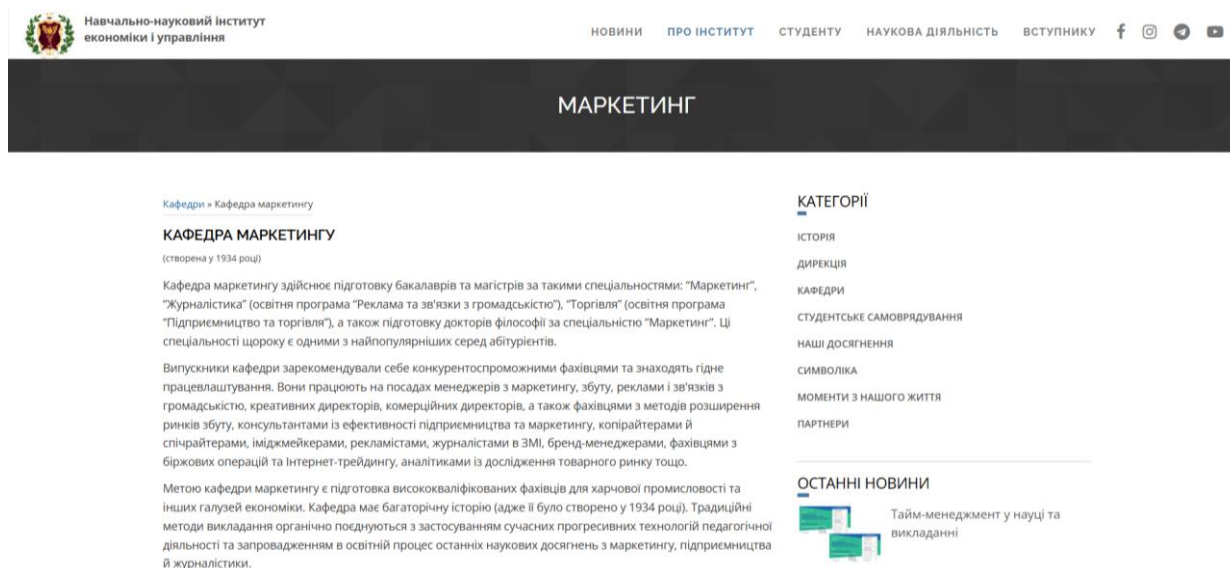 Навчально-науковий інститут
економіки і управління
НОВИНИ ПРО ІНСТИТУТ СТУДЕНТУ НАУКОВА ДІЯЛЬНІСТЬ ВСТУПНИКУ
МАРКЕТИНГ
Кафедри » Кафедра маркетингу
КАФЕДРА МАРКЕТИНГУ
(створена у 1934 році)
Кафедра маркетингу здійснює підготовку бакалаврів та магістрів за такими спеціальностями: "Маркетинг",
"Журналістика" (освітня програма "Реклама та зв'язки з громадськістю"), "Торгівля" (освітня програма
"Підприємництво та торгівля"), а також підготовку докторів філософії за спеціальністю "Маркетинг". Ці
спеціальності щороку є одними з найпопулярніших серед абітурієнтів.
Випускники кафедри зарекомендували себе конкурентоспроможними фахівцями та знаходять гідне
працевлаштування. Вони працюють на посадах менеджерів з маркетингу, збуту, реклами і зв'язків з
громадськістю, креативних директорів, комерційних директорів, а також фахівцями з методів розширення
ринків збуту, консультантами із ефективності підприємництва та маркетингу, копірайтерами й
спічрайтерами, іміджмейкерами, рекламістами, журналістами в ЗМІ, бренд-менеджерами, фахівцями з
біржових операцій та Інтернет-трейдингу, аналітиками із дослідження товарного ринку тощо.
Метою кафедри маркетингу є підготовка висококваліфікованих фахівців для харчової промисловості та
інших галузей економіки. Кафедра має багаторічну історію (адже її було створено у 1934 році). Традиційні
методи викладання органічно поєднуються з застосуванням сучасних прогресивних технологій педагогічної
діяльності та запровадженням в освітній процес останніх наукових досягнень з маркетингу, підприємництва
й журналістики.
КАТЕГОРІЇ
ІСТОРІЯ
ДИРЕКЦІЯ
КАФЕДРИ
СТУДЕНТСЬКЕ САМОВРЯДУВАННЯ
НАШІ ДОСЯГНЕННЯ
СИМВОЛІКА
МОМЕНТИ З НАШОГО ЖИТТЯ
ПАРТНЕРИ
ОСТАННІ НОВИНИ
Тайм-менеджмент у науці та
викладанні